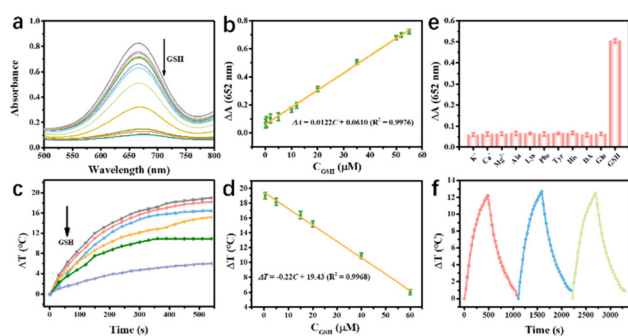 a
Absorbance
1.0
0.8
0.6
0.4
0.2
0.0
GSH
500 550 600 650 700 750 800
Wavelength (nm)
b
ΔA (652 nm)
0.8
0.6
0.4
0.2
0.0
ΔA = 0.0122C + 0.0610 (R² = 0.9976)
0 10 20 30 40 50 60
C GSH (μM)
e
ΔA (652 nm)
0.6
0.5
0.4
0.3
0.2
0.1
0.0
K⁺ Ca²⁺ Mg²⁺ Ala Lys Phe Tyr His DA Glu GSH
c
ΔT (°C)
20
16
12
8
4
0
GSH
0 100 200 300 400 500
Time (s)
d
ΔT (°C)
20
18
16
14
12
10
8
6
ΔT = -0.22C + 19.43 (R² = 0.9968)
0 10 20 30 40 50 60
C GSH (μM)
f
ΔT (°C)
14
12
10
8
6
4
2
0
0 500 1000 1500 2000 2500 3000
Time (s)